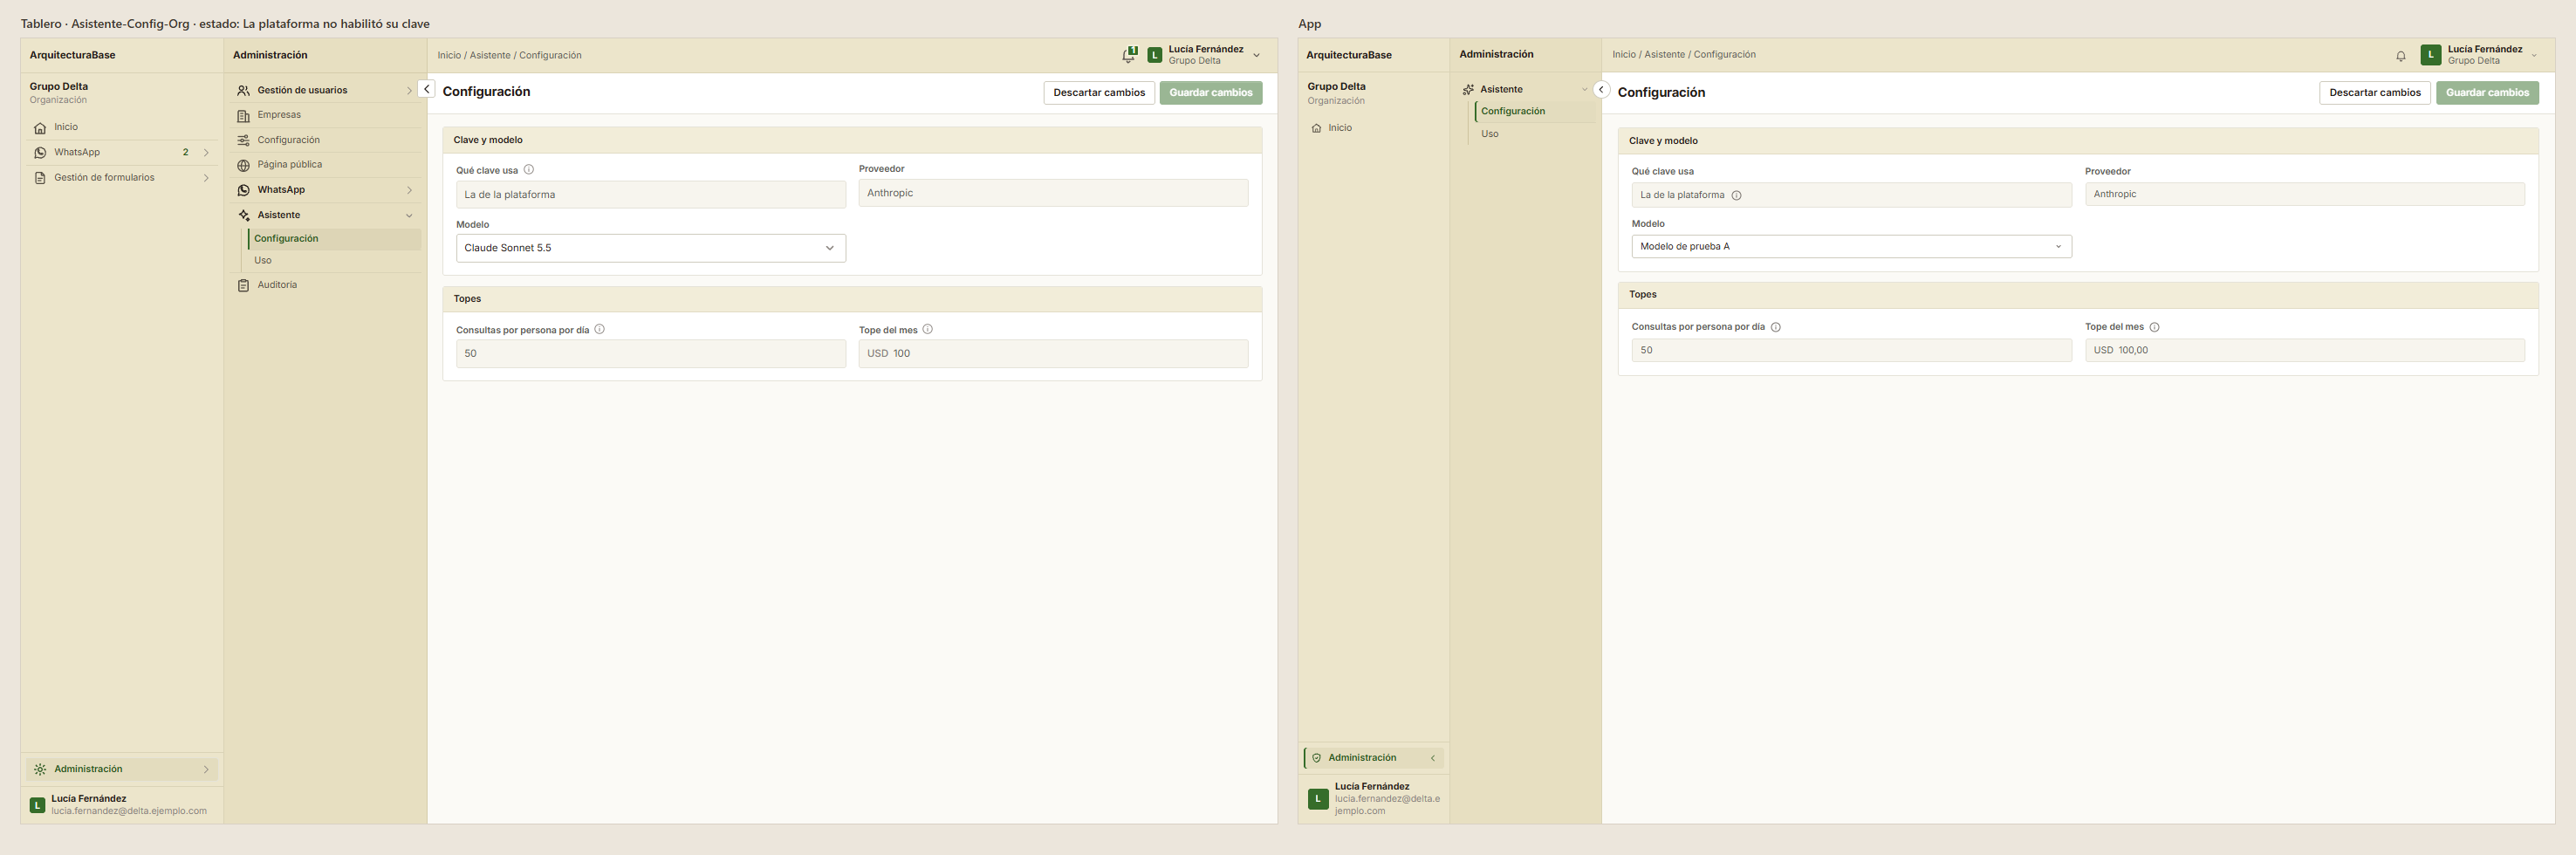 Tablero · Asistente-Config-Org · estado: La plataforma no habilitó su clave
ArquitecturaBase
Grupo Delta
Organización
Inicio
WhatsApp 2
Gestión de formularios
Administración
Lucía Fernández
lucia.fernandez@delta.ejemplo.com
Administración
Gestión de usuarios
Empresas
Configuración
Página pública
WhatsApp
Asistente
Configuración
Uso
Auditoría
Inicio / Asistente / Configuración
1
L
Lucía Fernández
Grupo Delta
Configuración
Descartar cambios
Guardar cambios
Clave y modelo
Qué clave usa
La de la plataforma
Proveedor
Anthropic
Modelo
Claude Sonnet 5.5
Topes
Consultas por persona por día
50
Tope del mes
USD 100
L
App
ArquitecturaBase
Grupo Delta
Organización
Inicio
Administración
L
Lucía Fernández
lucia.fernandez@delta.e
jemplo.com
Administración
Asistente
Configuración
Uso
Inicio / Asistente / Configuración
L
Lucía Fernández
Grupo Delta
Configuración
Descartar cambios
Guardar cambios
Clave y modelo
Qué clave usa
La de la plataforma
Proveedor
Anthropic
Modelo
Modelo de prueba A
Topes
Consultas por persona por día
50
Tope del mes
USD 100,00